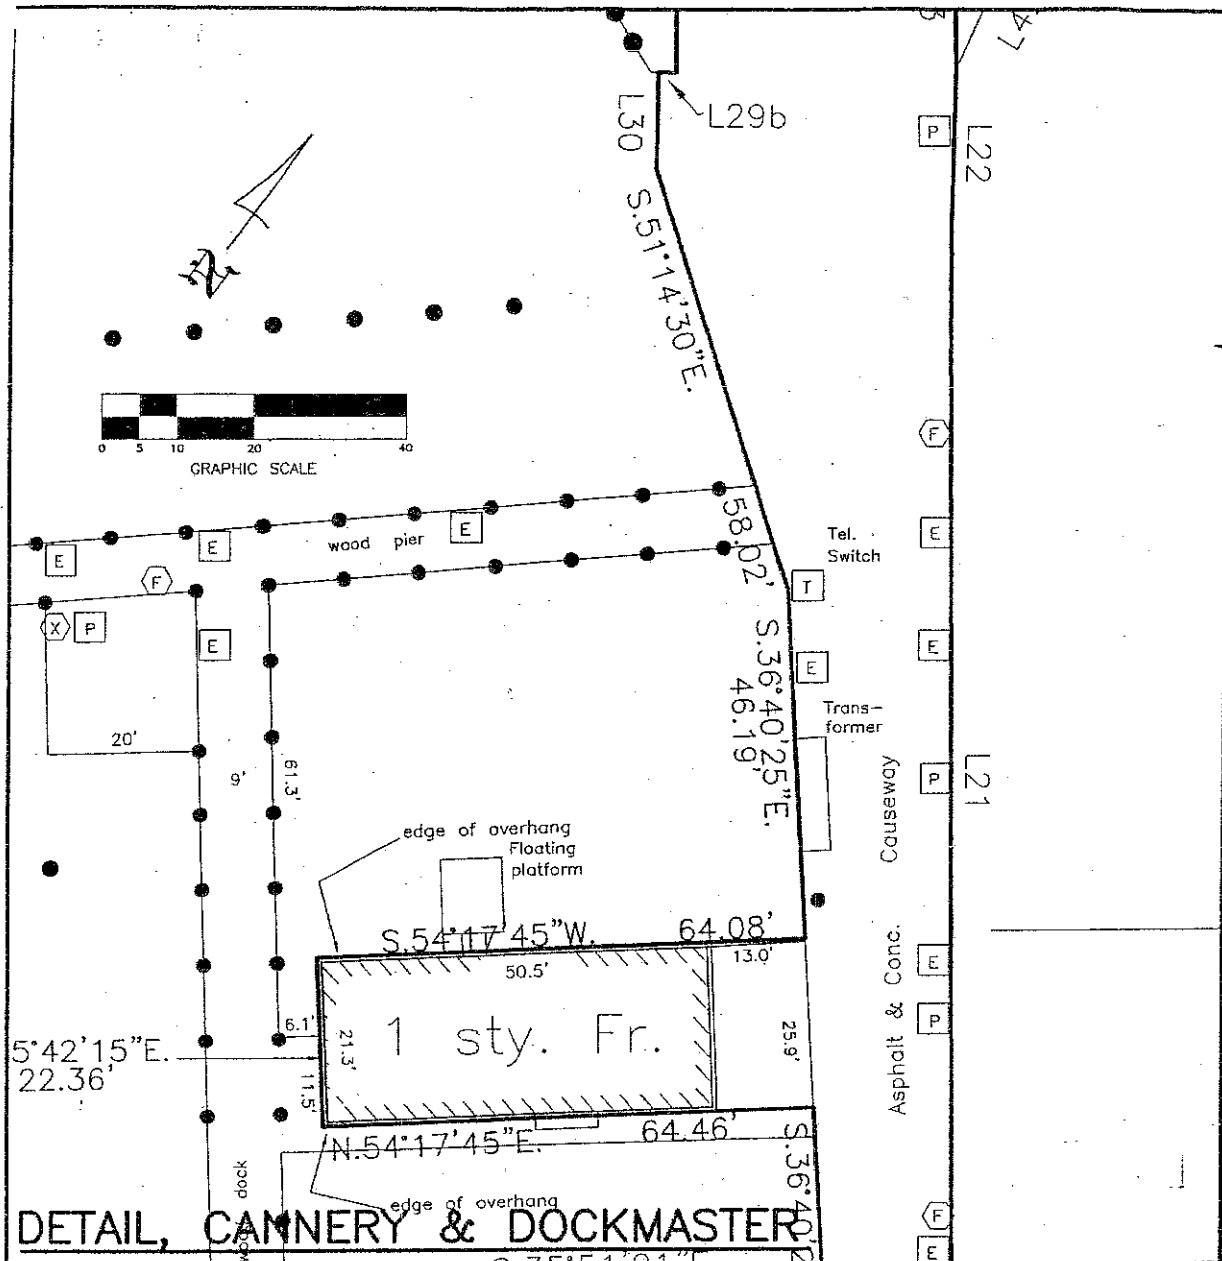 L29b
L30
L22
N
S.51°14'30"E.
58.02'
0 5 10 20 40
GRAPHIC SCALE
F
E
E
E
wood pier
F
X
P
E
20'
9'
61.3'
Tel.
Switch
T
E
S.36°40'25"E.
46.19'
Trans-
former
P
E
E
P
L21
Asphalt & Conc. Causeway
edge of overhang
Floating
platform
S.54°17'45"W. 64.08'
50.5'
13.0'
1 sty. Fr.
6.1'
21.3'
11.5'
25.9'
5°42'15"E.
22.36'
N.54°17'45"E. 64.46'
E
P
edge of overhang
dock
S.36°40'2
F
E
DETAIL, CANNERY & DOCKMASTER